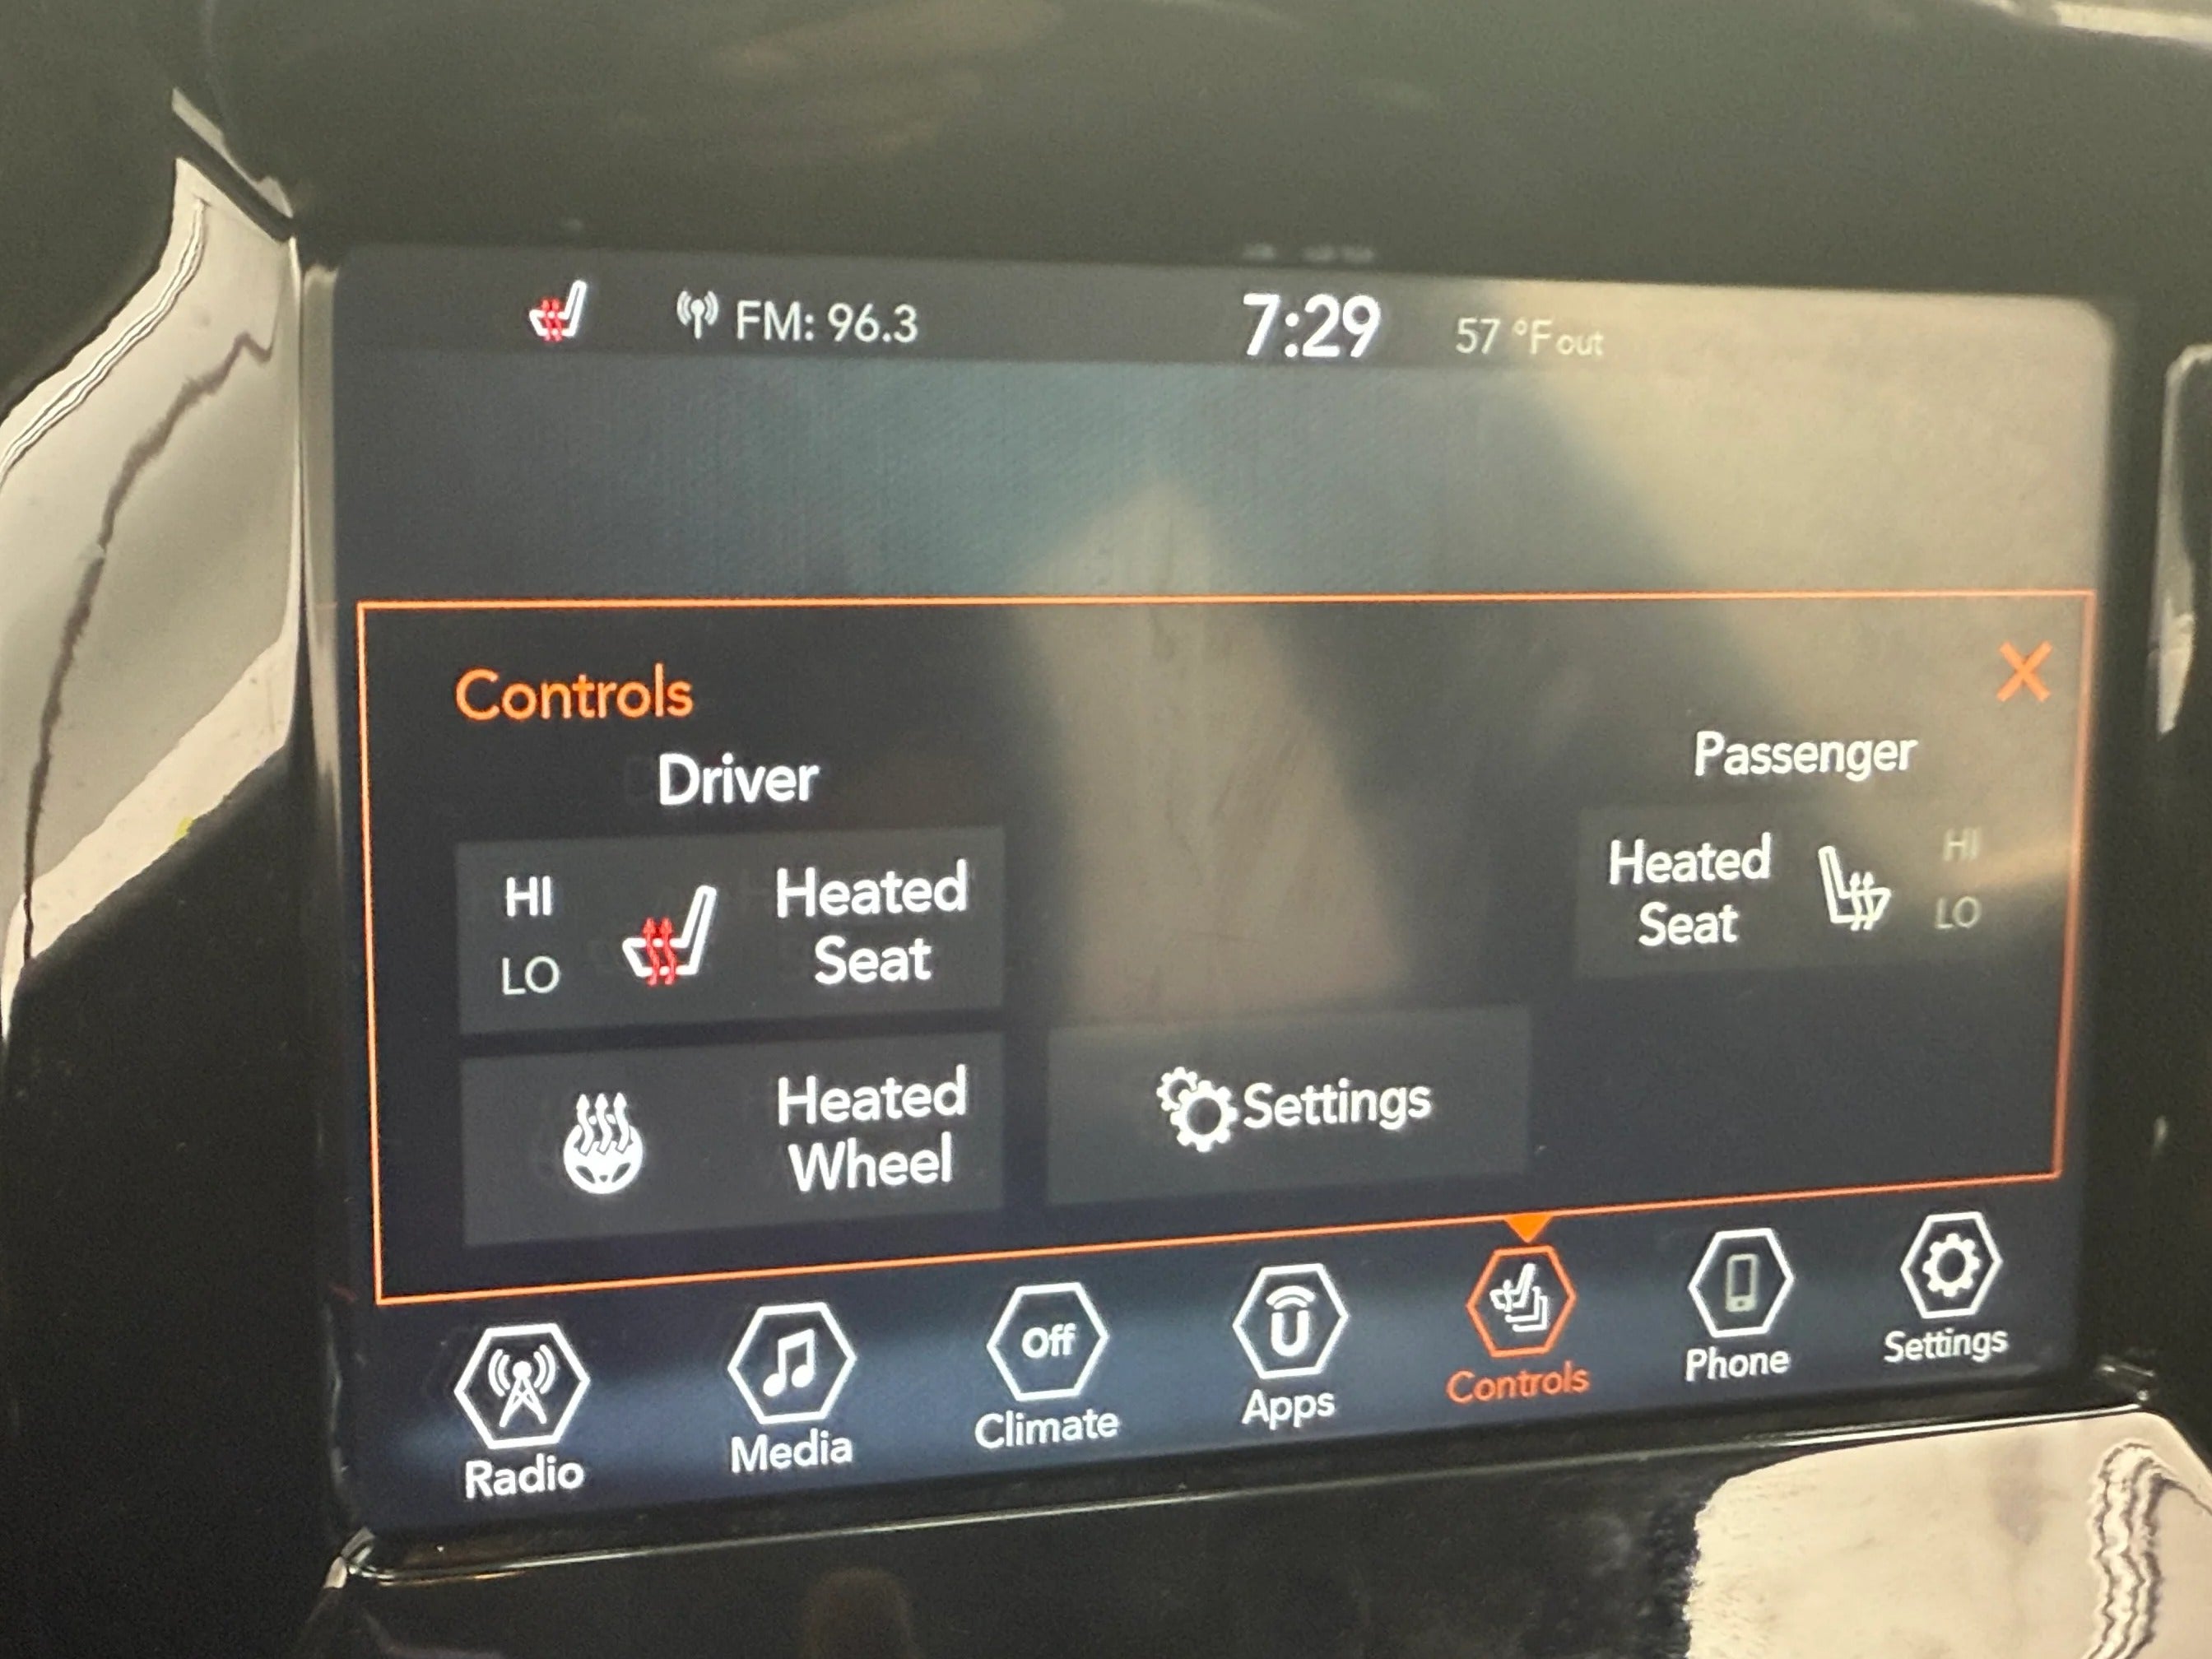 FM: 96.3
7:29
57 °F out
Controls
Driver
Passenger
HI
LO
Heated
Seat
Heated
Seat
HI
LO
Heated
Wheel
Settings
Radio
Media
Off
Climate
Apps
Controls
Phone
Settings